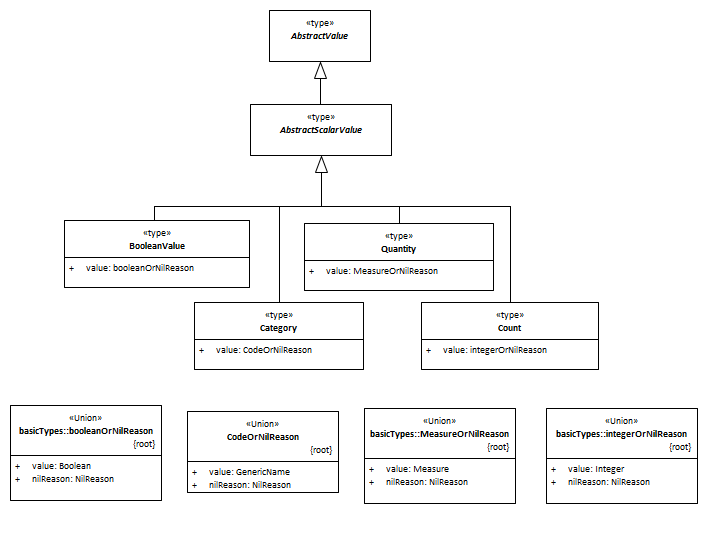 «type»
AbstractValue
«type»
AbstractScalarValue
«type»
BooleanValue
+ value: booleanOrNilReason
«type»
Quantity
+ value: MeasureOrNilReason
«type»
Category
+ value: CodeOrNilReason
«type»
Count
+ value: integerOrNilReason
«Union»
basicTypes::booleanOrNilReason
{root}
+ value: Boolean
+ nilReason: NilReason
«Union»
CodeOrNilReason
{root}
+ value: GenericName
+ nilReason: NilReason
«Union»
basicTypes::MeasureOrNilReason
{root}
+ value: Measure
+ nilReason: NilReason
«Union»
basicTypes::integerOrNilReason
{root}
+ value: Integer
+ nilReason: NilReason